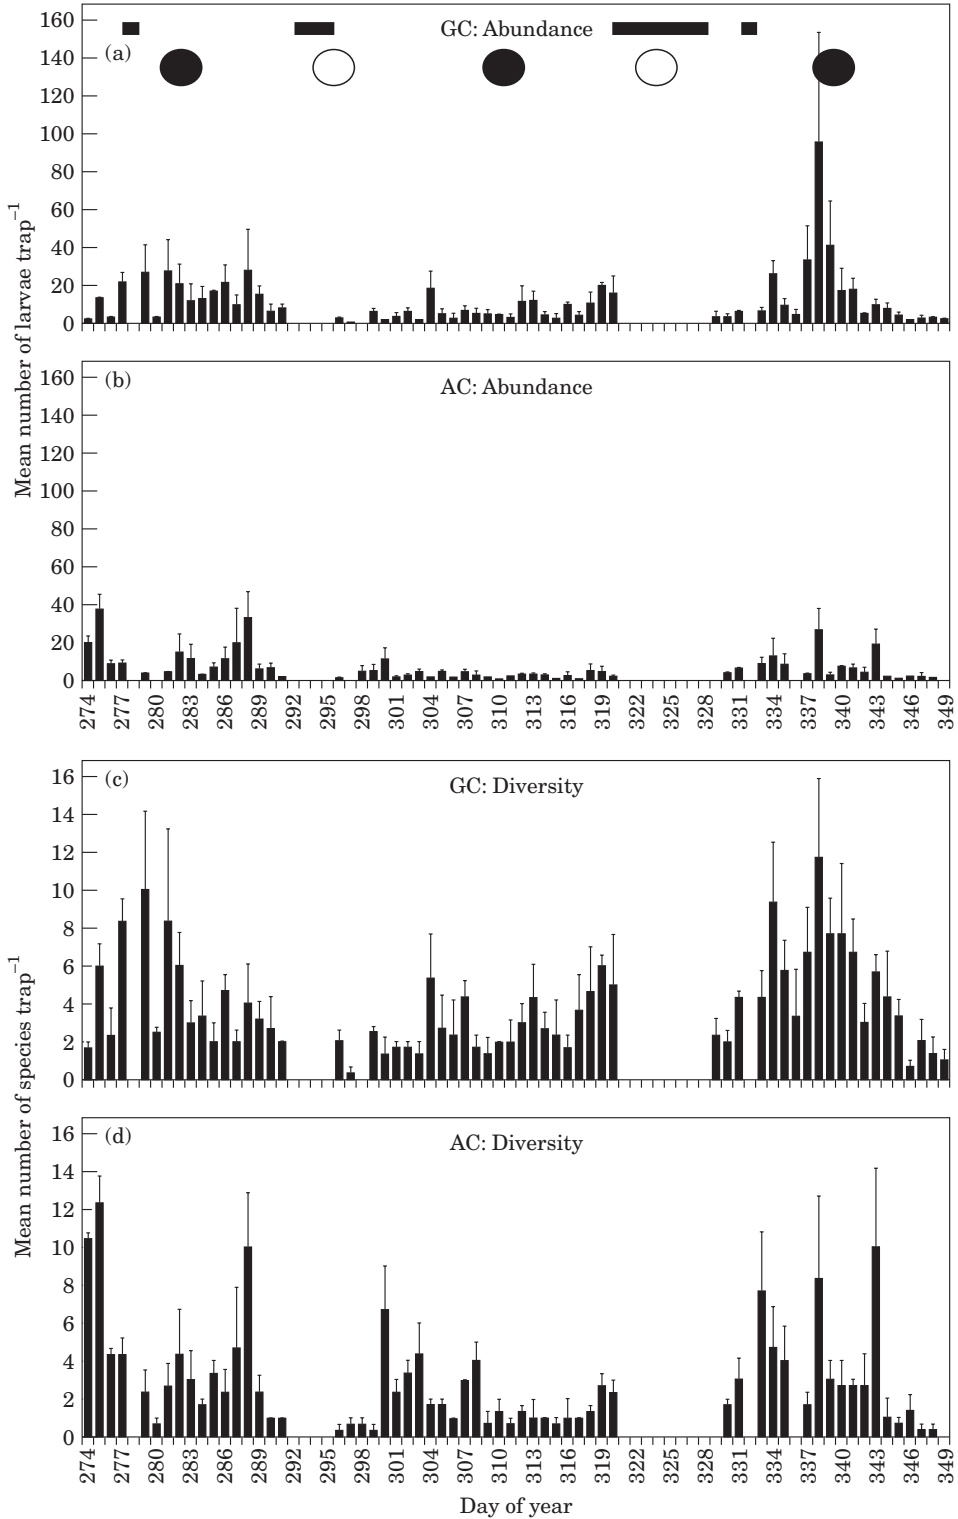 Mean number of larvae trap⁻¹
(a)
GC: Abundance
160
140
120
100
80
60
40
20
0
(b)
AC: Abundance
160
140
120
100
80
60
40
20
0
274 277 280 283 286 289 292 295 298 301 304 307 310 313 316 319 322 325 328 331 334 337 340 343 346 349
Mean number of species trap⁻¹
(c)
GC: Diversity
16
14
12
10
8
6
4
2
0
(d)
AC: Diversity
16
14
12
10
8
6
4
2
0
274 277 280 283 286 289 292 295 298 301 304 307 310 313 316 319 322 325 328 331 334 337 340 343 346 349
Day of year